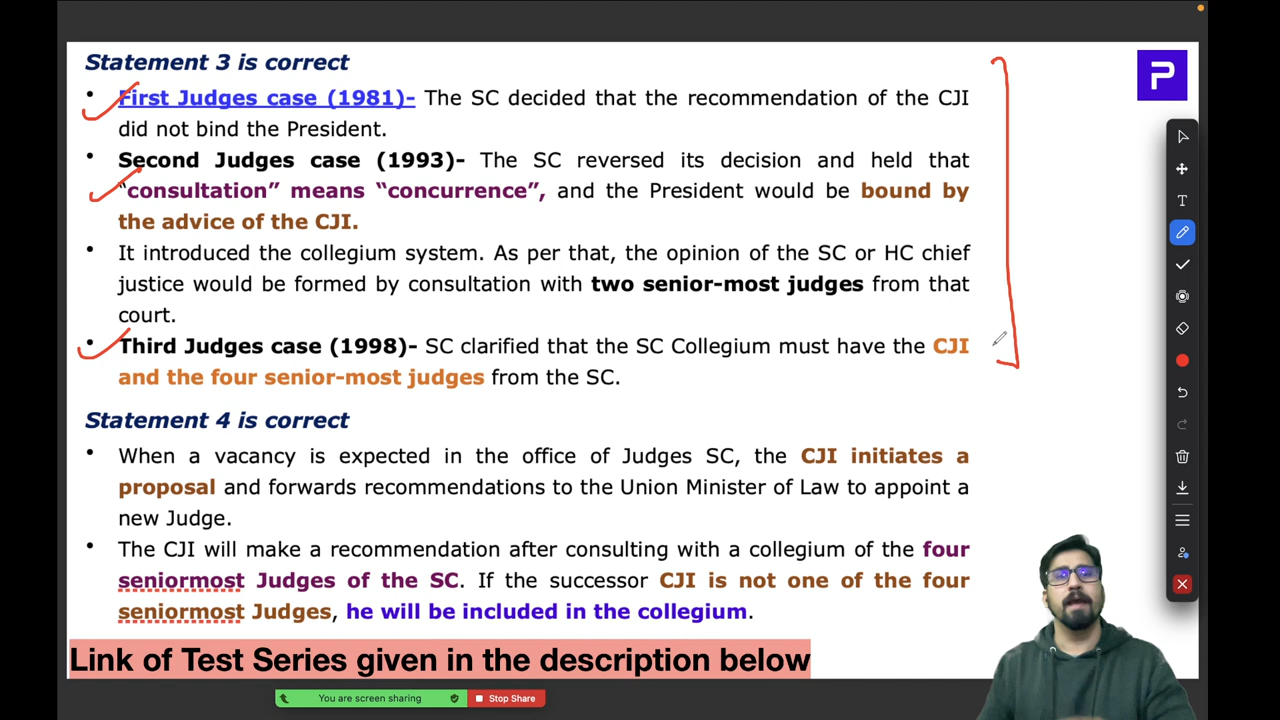 Statement 3 is correct
• First Judges case (1981)- The SC decided that the recommendation of the CJI
did not bind the President.
• Second Judges case (1993)- The SC reversed its decision and held that
“consultation” means “concurrence”, and the President would be bound by
the advice of the CJI.
• It introduced the collegium system. As per that, the opinion of the SC or HC chief
justice would be formed by consultation with two senior-most judges from that
court.
• Third Judges case (1998)- SC clarified that the SC Collegium must have the CJI
and the four senior-most judges from the SC.
Statement 4 is correct
• When a vacancy is expected in the office of Judges SC, the CJI initiates a
proposal and forwards recommendations to the Union Minister of Law to appoint a
new Judge.
• The CJI will make a recommendation after consulting with a collegium of the four
seniormost Judges of the SC. If the successor CJI is not one of the four
seniormost Judges, he will be included in the collegium.
Link of Test Series given in the description below
You are screen sharing
Stop Share
P
T